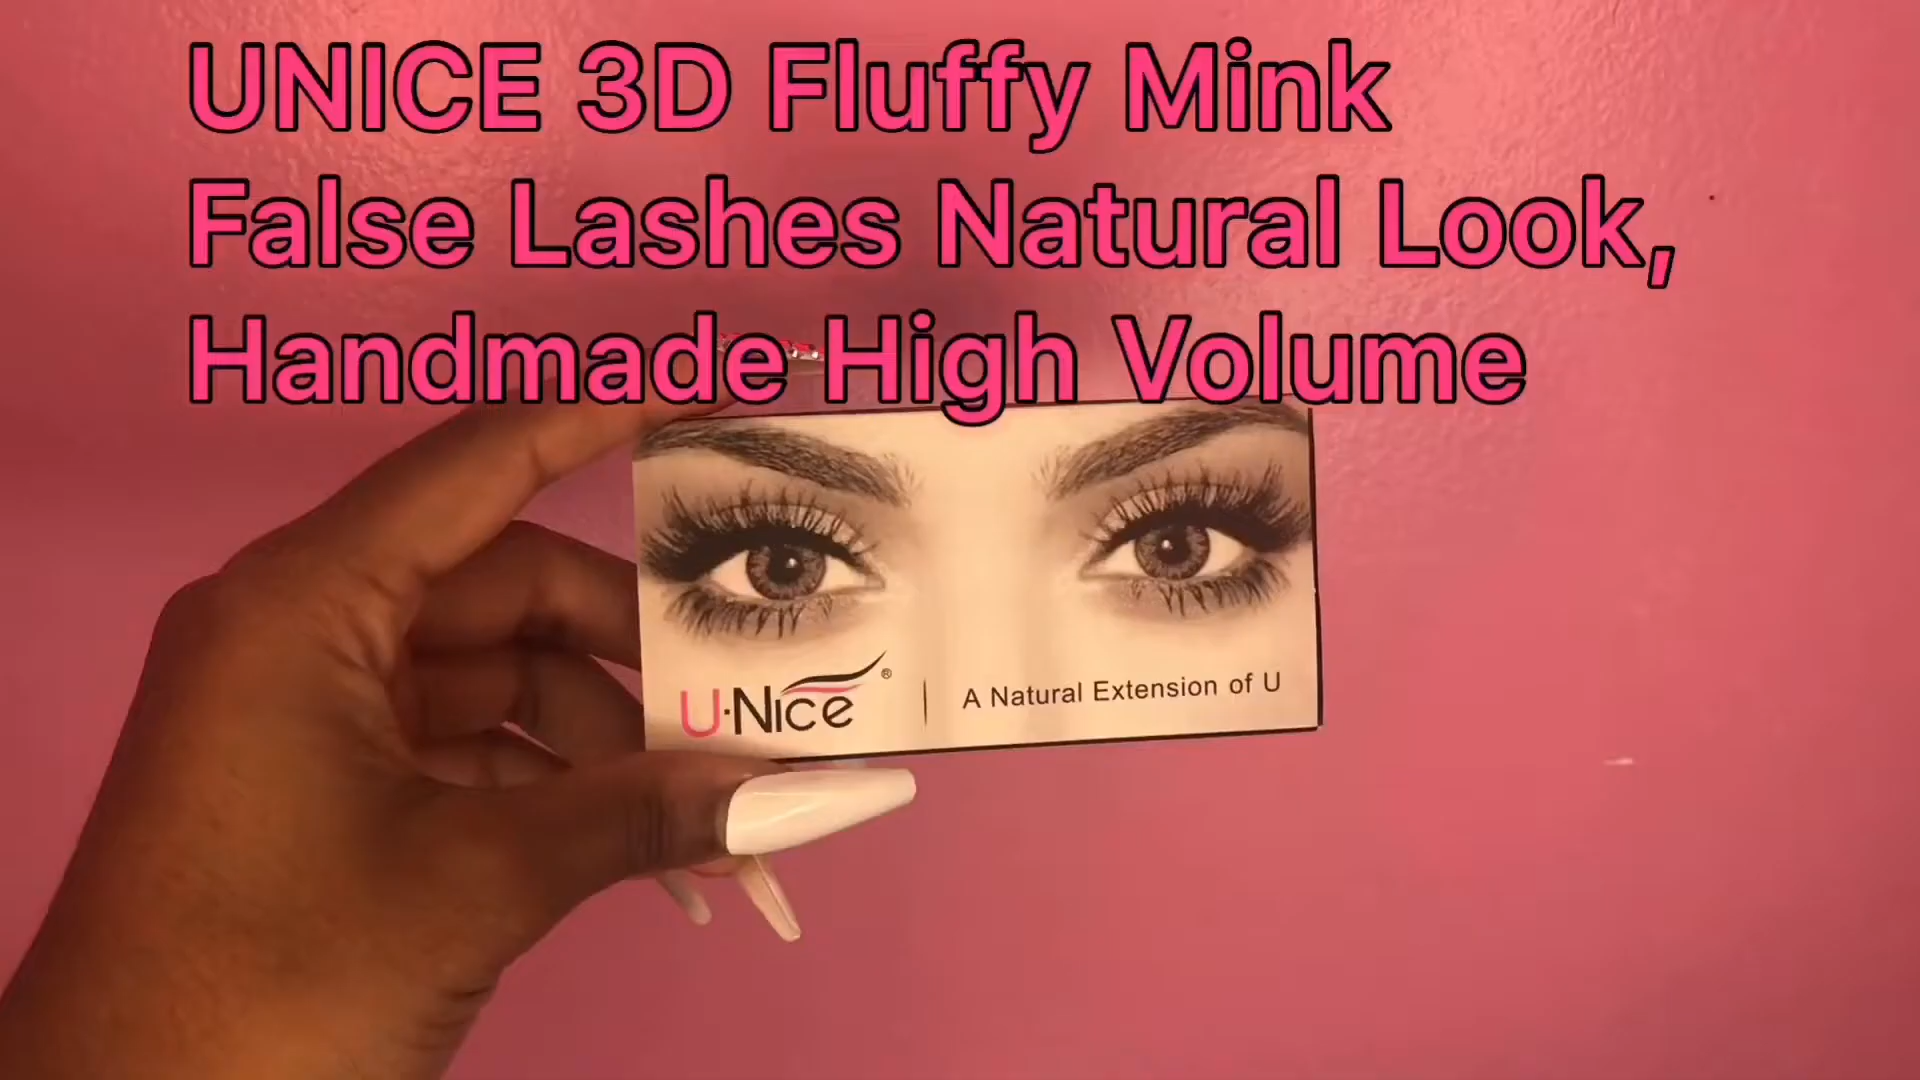 UNICE 3D Fluffy Mink
False Lashes Natural Look,
Handmade High Volume
U·Nice® | A Natural Extension of U